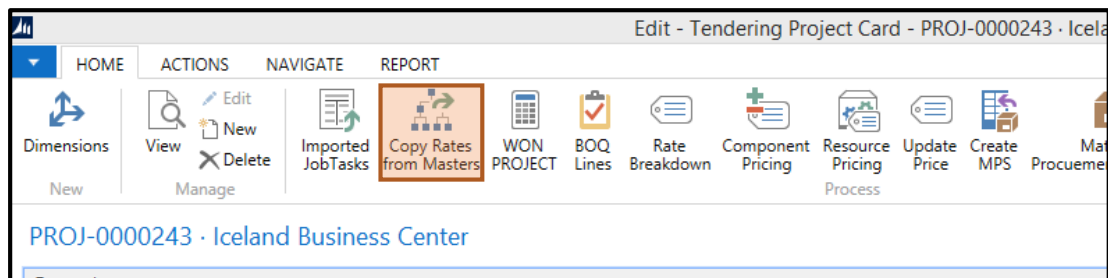 Edit - Tendering Project Card - PROJ-0000243 · Icela
HOME ACTIONS NAVIGATE REPORT
Dimensions
View
Edit
New
Delete
Imported
JobTasks
Copy Rates
from Masters
WON
PROJECT
BOQ
Lines
Rate
Breakdown
Component
Pricing
Resource
Pricing
Update
Price
Create
MPS
Mat
Procuemer
New
Manage
Process
PROJ-0000243 · Iceland Business Center